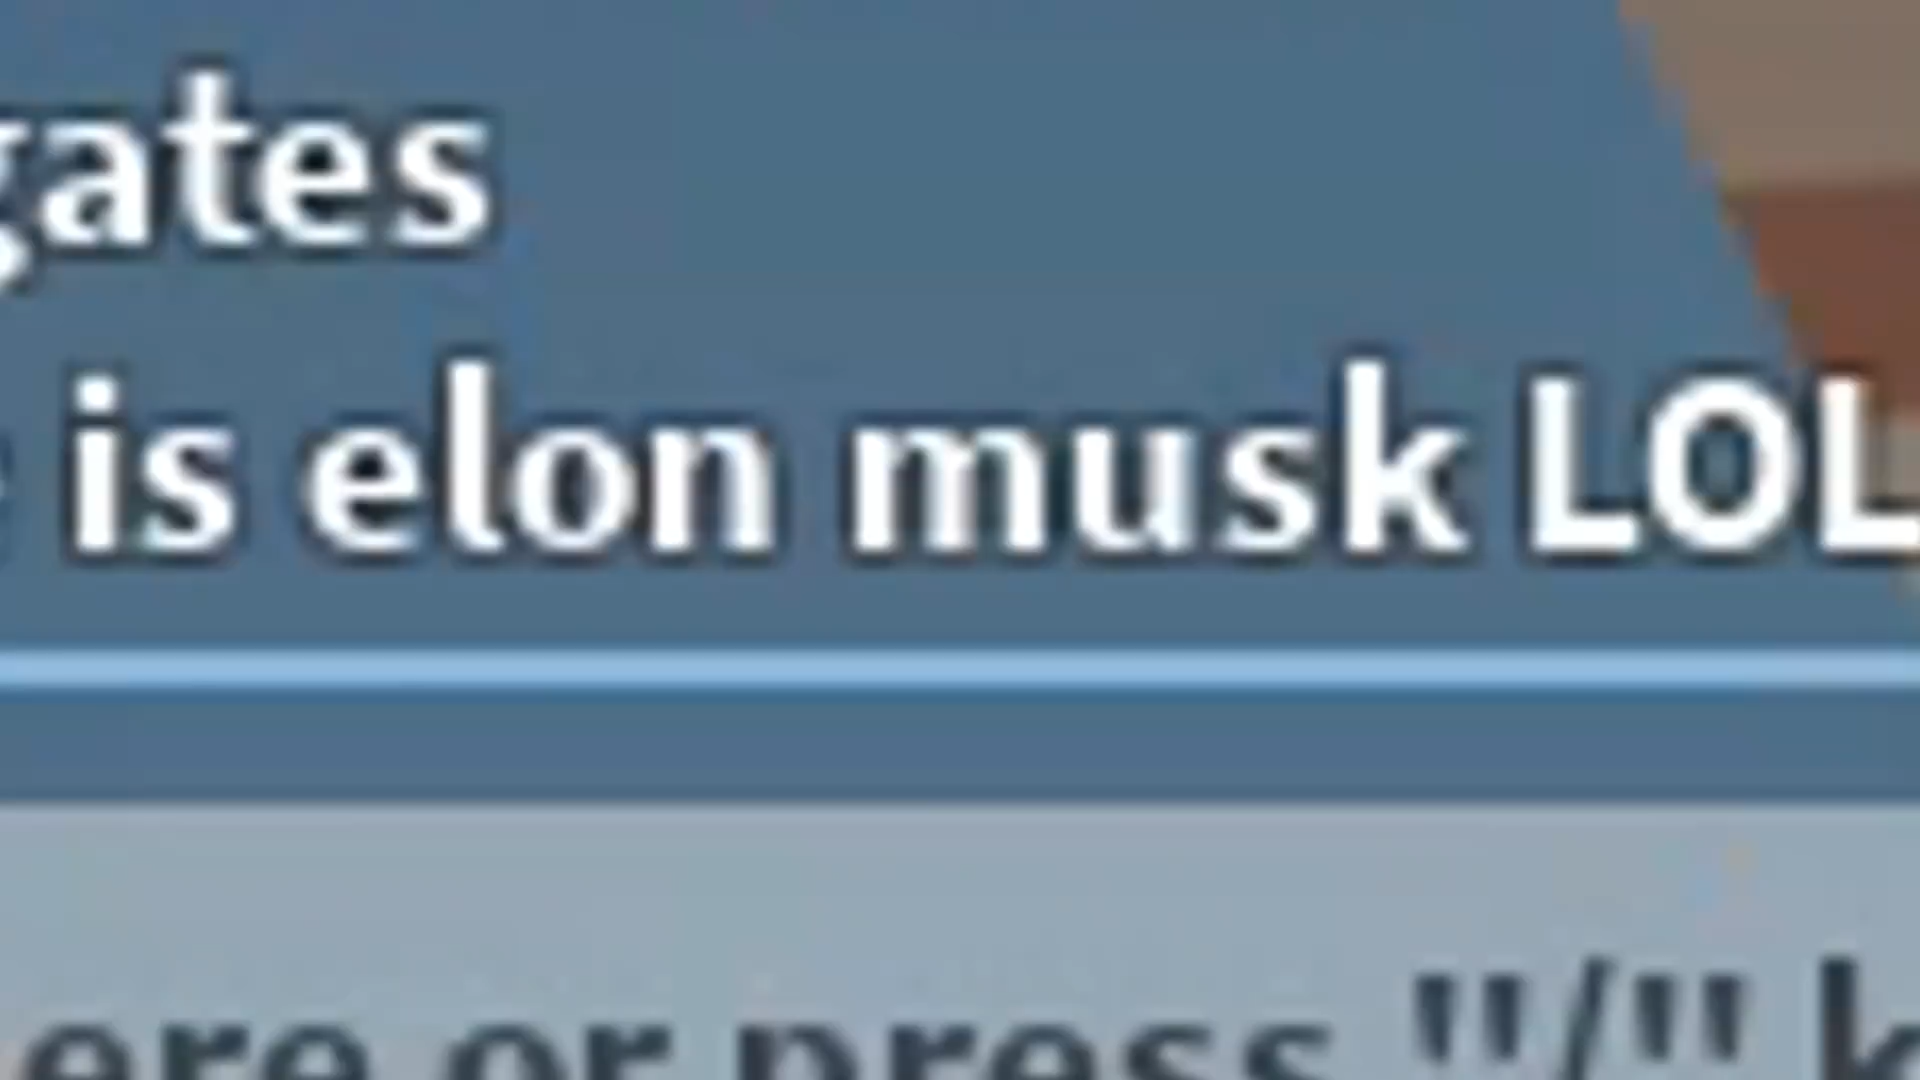 gates
is elon musk LOL
ere or press "/" k